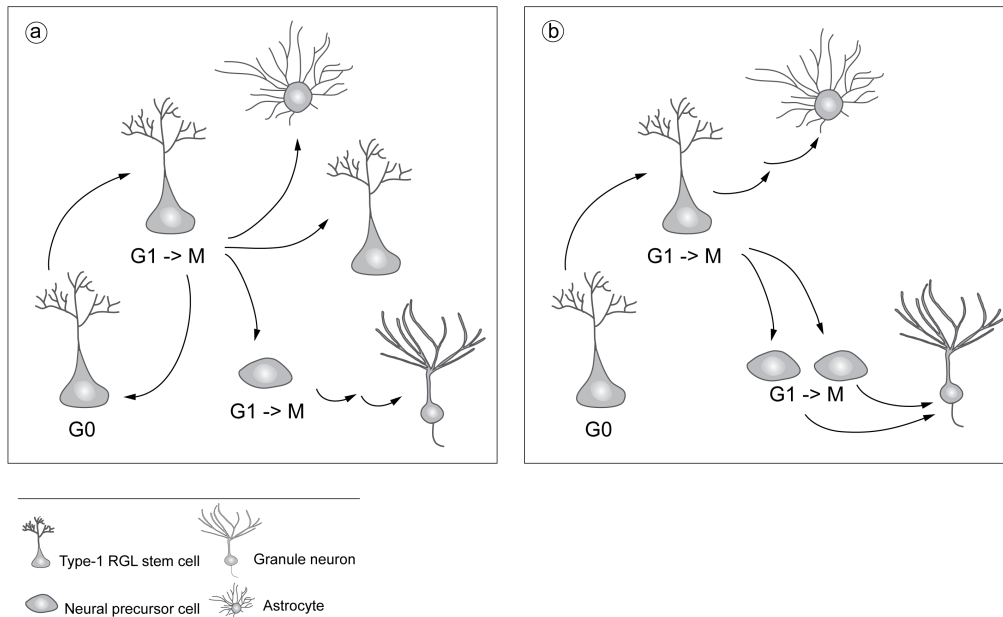 a
G1 -> M
G0
G1 -> M
b
G1 -> M
G1 -> M
G0
Type-1 RGL stem cell
Granule neuron
Neural precursor cell
Astrocyte